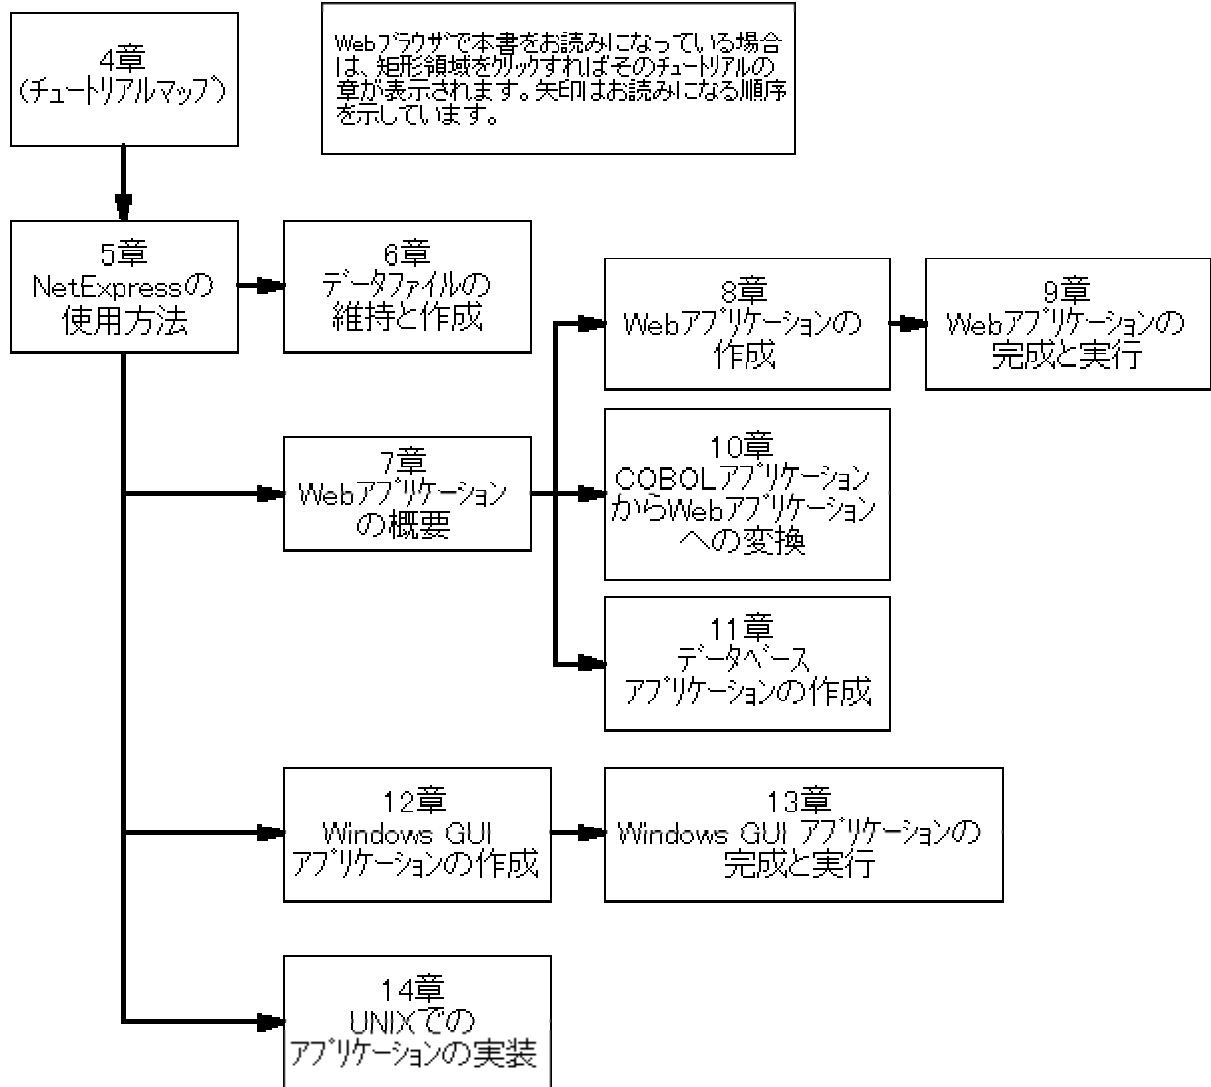 4章
(チュートリアルマップ)
Webブラウザで本書をお読みになっている場合
は、矩形領域をクリックすればそのチュートリアルの
章が表示されます。矢印はお読みになる順序
を示しています。
5章
NetExpressの
使用方法
6章
データファイルの
維持と作成
7章
Webアプリケーション
の概要
8章
Webアプリケーションの
作成
9章
Webアプリケーションの
完成と実行
10章
COBOLアプリケーション
からWebアプリケーション
への変換
11章
データベース
アプリケーションの作成
12章
Windows GUI
アプリケーションの作成
13章
Windows GUI アプリケーションの
完成と実行
14章
UNIXでの
アプリケーションの実装